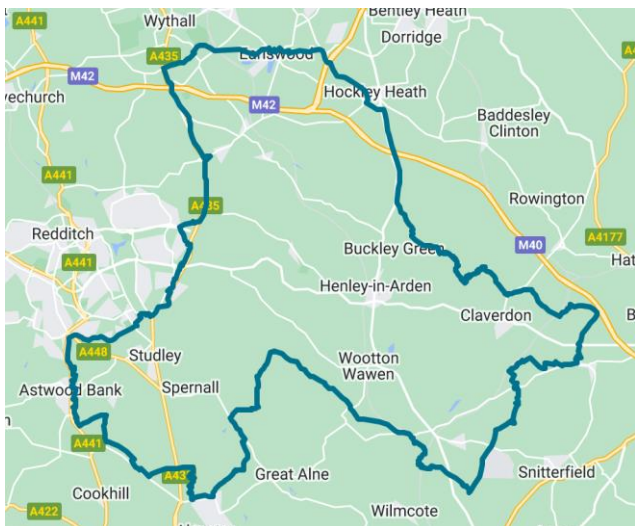 A441
Wythall
Bentley Heath
Dorridge
A435
Earlswood
M42
vechurch
M42
Hockley Heath
Baddesley
Clinton
A441
Rowington
A435
A4177
Redditch
Buckley Green
M40
A441
Hat
Henley-in-Arden
Claverdon
A448
Studley
Wootton
Wawen
Astwood Bank
Spernall
A441
Great Alne
Snitterfield
Cookhill
A422
Wilmcote